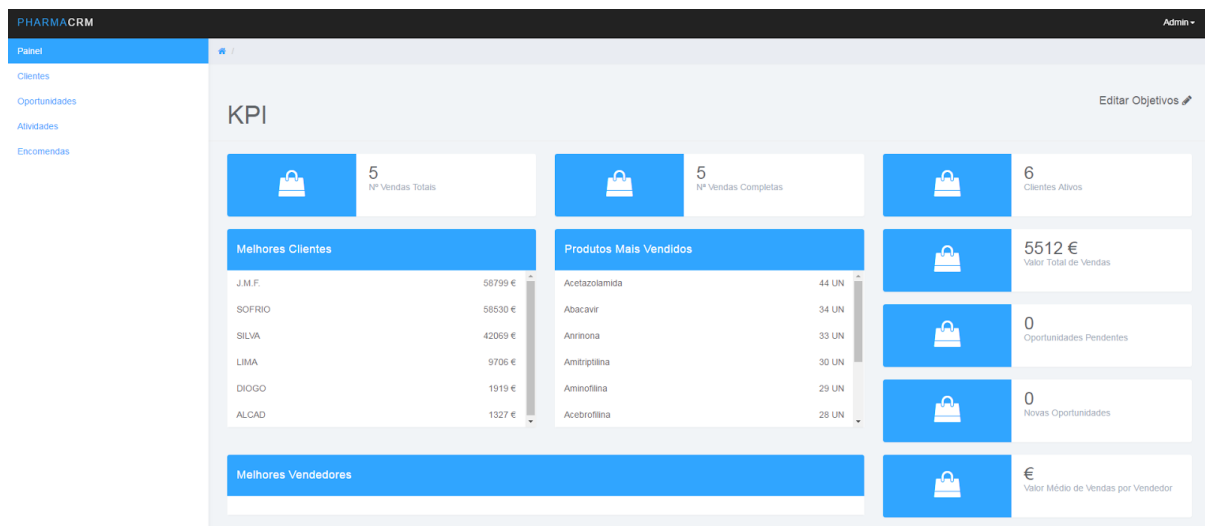 PHARMACRM
Admin
Painel
/
Clientes
Oportunidades
Atividades
Encomendas
KPI
Editar Objetivos
5
Nº Vendas Totais
5
Nª Vendas Completas
6
Clientes Ativos
Melhores Clientes
J.M.F. 58799 €
SOFRIO 58530 €
SILVA 42069 €
LIMA 9706 €
DIOGO 1919 €
ALCAD 1327 €
Produtos Mais Vendidos
Acetazolamida 44 UN
Abacavir 34 UN
Anrinona 33 UN
Amitriptilina 30 UN
Aminofilina 29 UN
Acebrofilina 28 UN
5512 €
Valor Total de Vendas
0
Oportunidades Pendentes
0
Novas Oportunidades
Melhores Vendedores
€
Valor Médio de Vendas por Vendedor